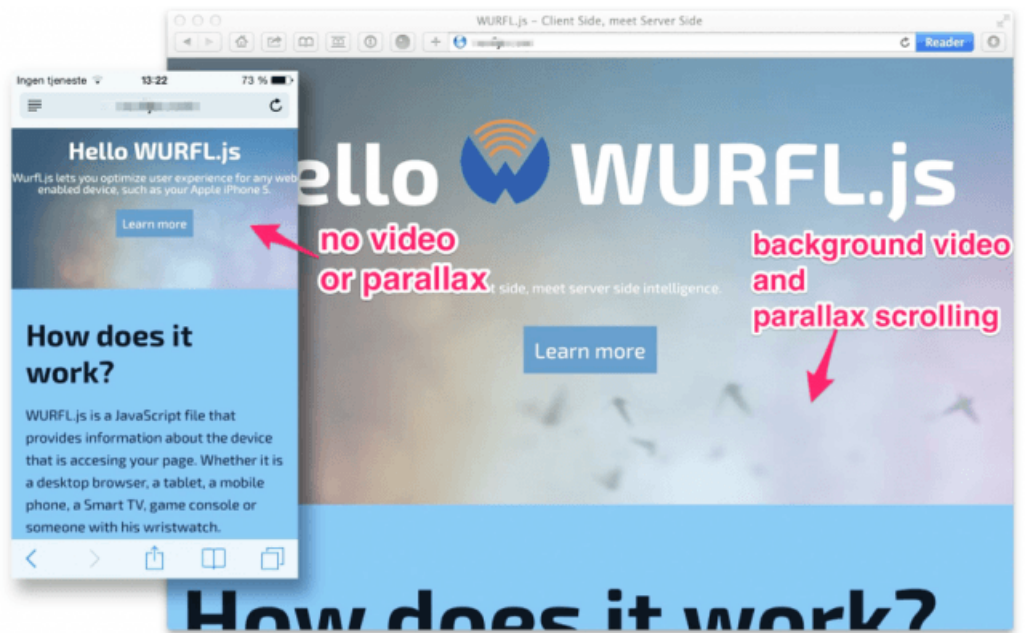 WURFL.js – Client Side, meet Server Side
Reader
Ingen tjeneste 13:22 73 %
Hello WURFL.js
Wurfl.js lets you optimize user experience for any web
enabled device, such as your Apple iPhone 5.
Learn more
no video
or parallax
How does it
work?
WURFL.js is a JavaScript file that
provides information about the device
that is accesing your page. Whether it is
a desktop browser, a tablet, a mobile
phone, a Smart TV, game console or
someone with his wristwatch.
ello WURFL.js
side, meet server side intelligence.
Learn more
background video
and
parallax scrolling
How does it work?